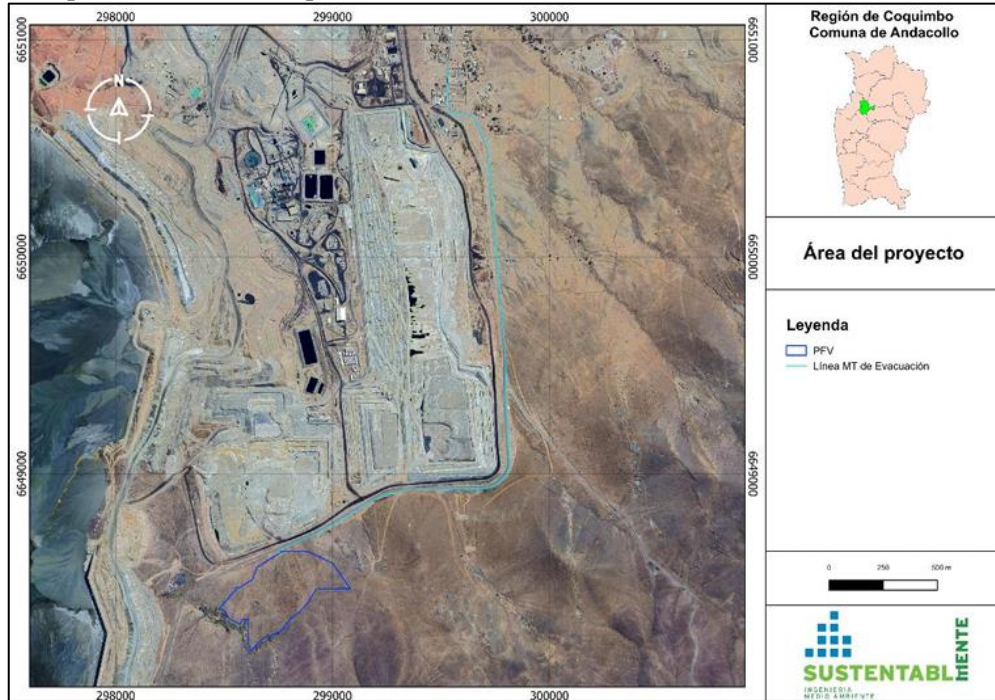 298000
299000
300000
6651000
6651000
N
6650000
6650000
6649000
6649000
298000
299000
300000
Región de Coquimbo
Comuna de Andacollo
Área del proyecto
Leyenda
PFV
Línea MT de Evacuación
0 250 500 m
SUSTENTABLEMENTE
INGENIERIA
MEDIO AMBIENTE